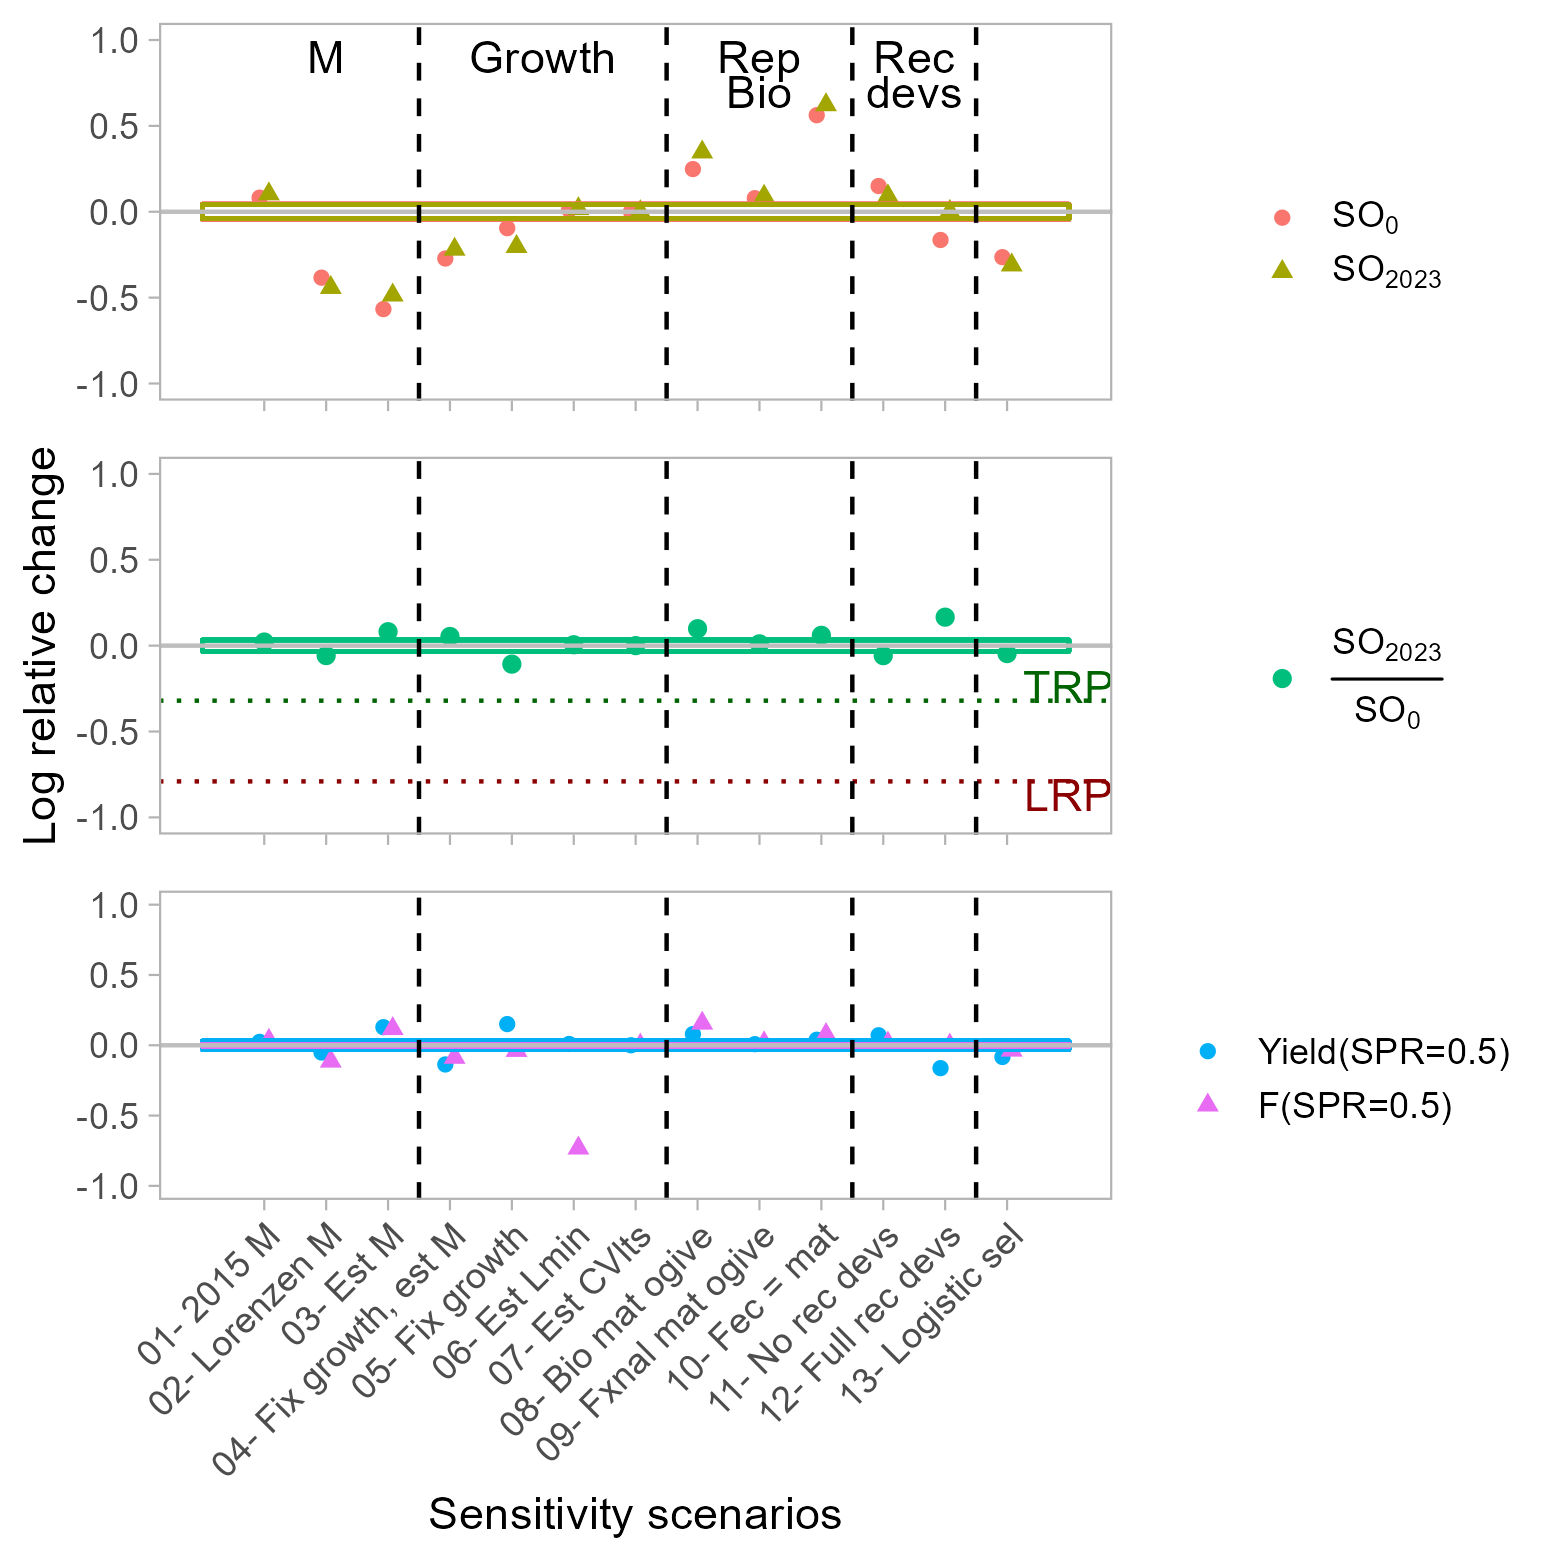 M
Growth
Rep
Bio
Rec
devs
1.0
0.5
0.0
-0.5
-1.0
SO0
SO2023
Log relative change
1.0
0.5
0.0
-0.5
-1.0
TRP
LRP
SO2023
SO0
1.0
0.5
0.0
-0.5
-1.0
Yield(SPR=0.5)
F(SPR=0.5)
01- 2015 M
02- Lorenzen M
03- Est M
04- Fix growth, est M
05- Fix growth
06- Est Lmin
07- Est CVlts
08- Bio mat ogive
09- Fxnal mat ogive
10- Fec = mat
11- No rec devs
12- Full rec devs
13- Logistic sel
Sensitivity scenarios